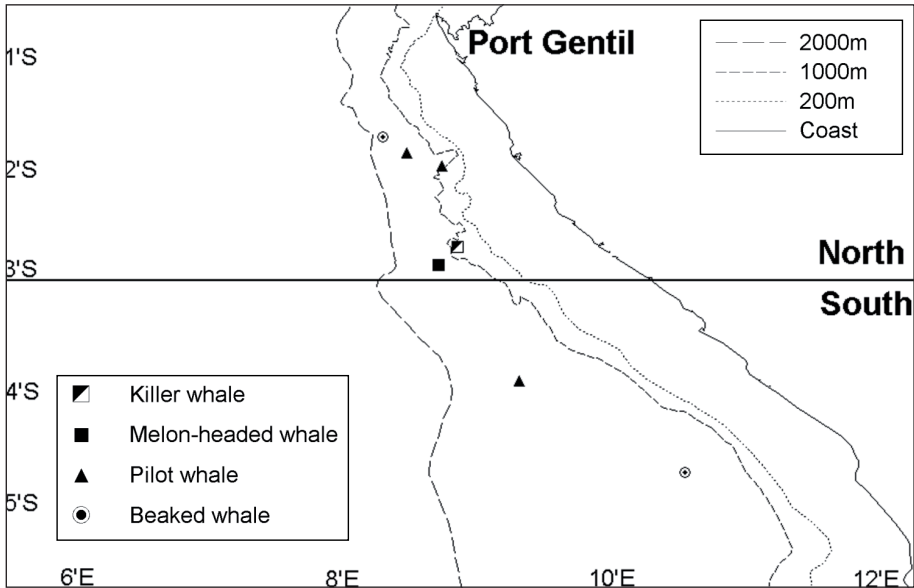 Port Gentil
2000m
1000m
200m
Coast
1'S
2'S
3'S
North
South
4'S
5'S
Killer whale
Melon-headed whale
Pilot whale
Beaked whale
6'E
8'E
10'E
12'E